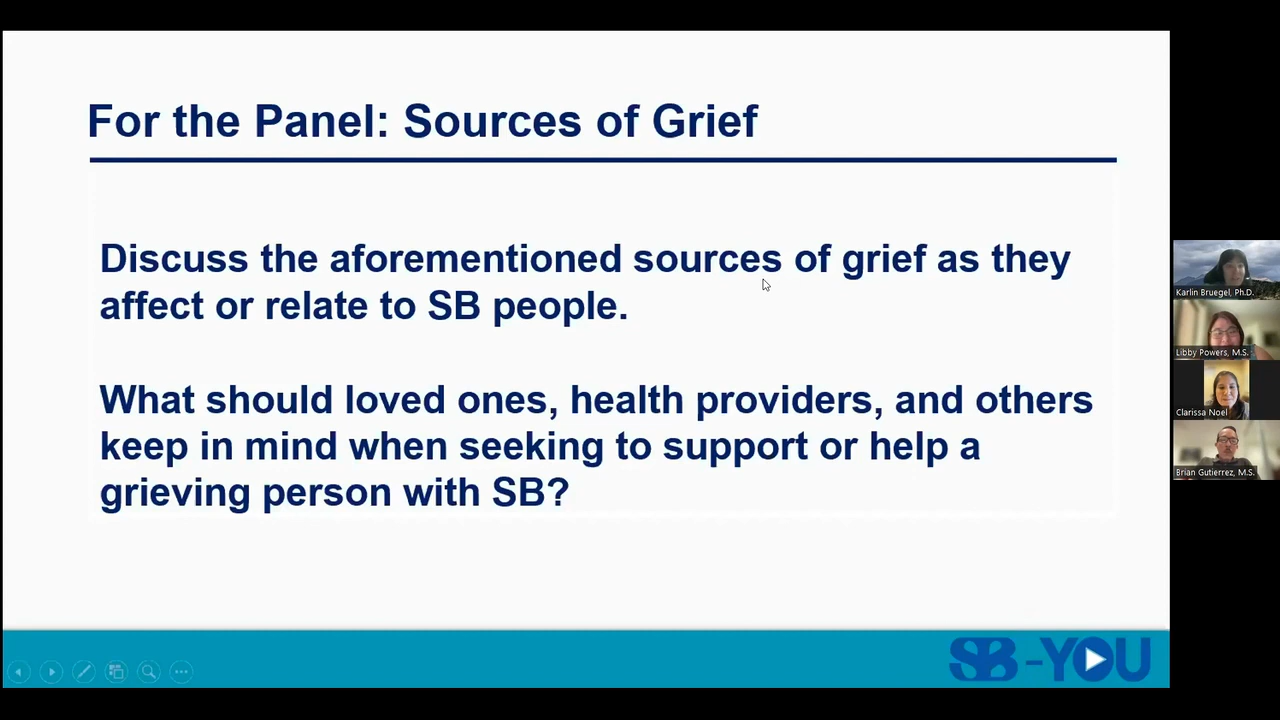 For the Panel: Sources of Grief
Discuss the aforementioned sources of grief as they
affect or relate to SB people.
What should loved ones, health providers, and others
keep in mind when seeking to support or help a
grieving person with SB?
SB-YOU
Karlin Bruegel, Ph.D.
Libby Powers, M.S.
Clarissa Noel
Brian Gutierrez, M.S.